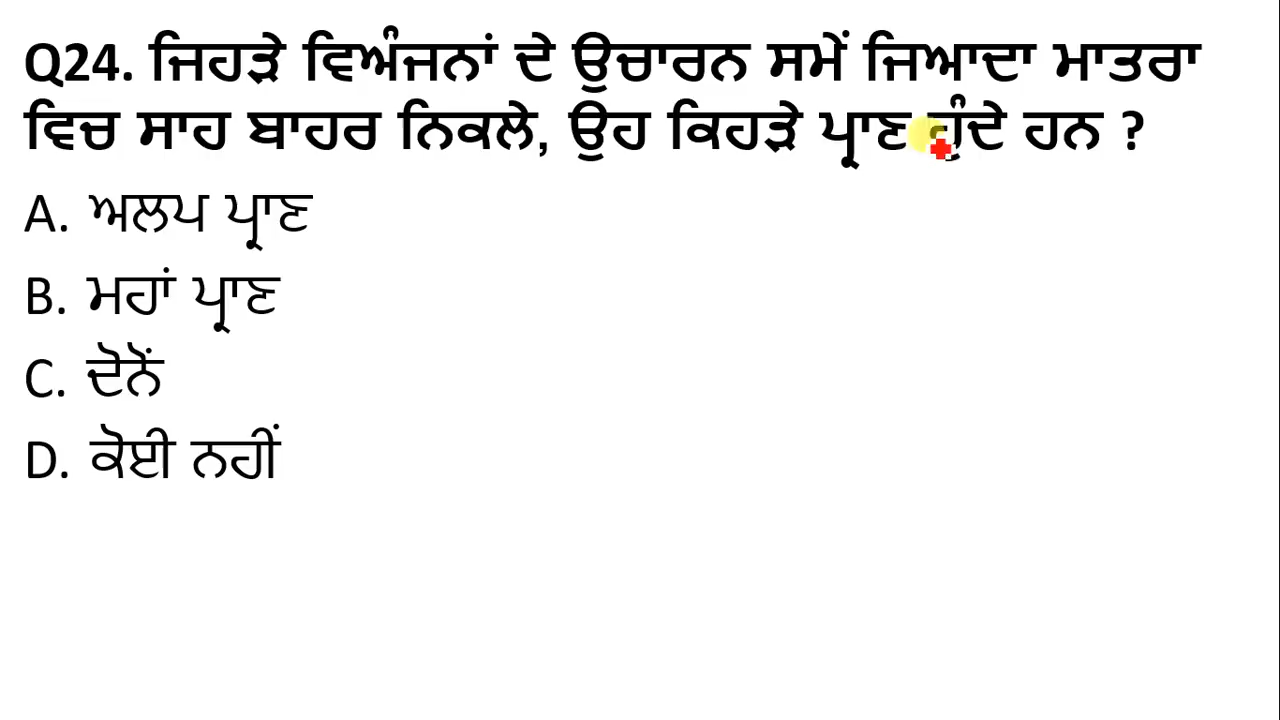 Q24. ਜਿਹੜੇ ਵਿਅੰਜਨਾਂ ਦੇ ਉਚਾਰਨ ਸਮੇਂ ਜਿਆਦਾ ਮਾਤਰਾ
ਵਿਚ ਸਾਹ ਬਾਹਰ ਨਿਕਲੇ, ਉਹ ਕਿਹੜੇ ਪ੍ਰਾਣ ਹੁੰਦੇ ਹਨ ?
A. ਅਲਪ ਪ੍ਰਾਣ
B. ਮਹਾਂ ਪ੍ਰਾਣ
C. ਦੋਨੋਂ
D. ਕੋਈ ਨਹੀਂ